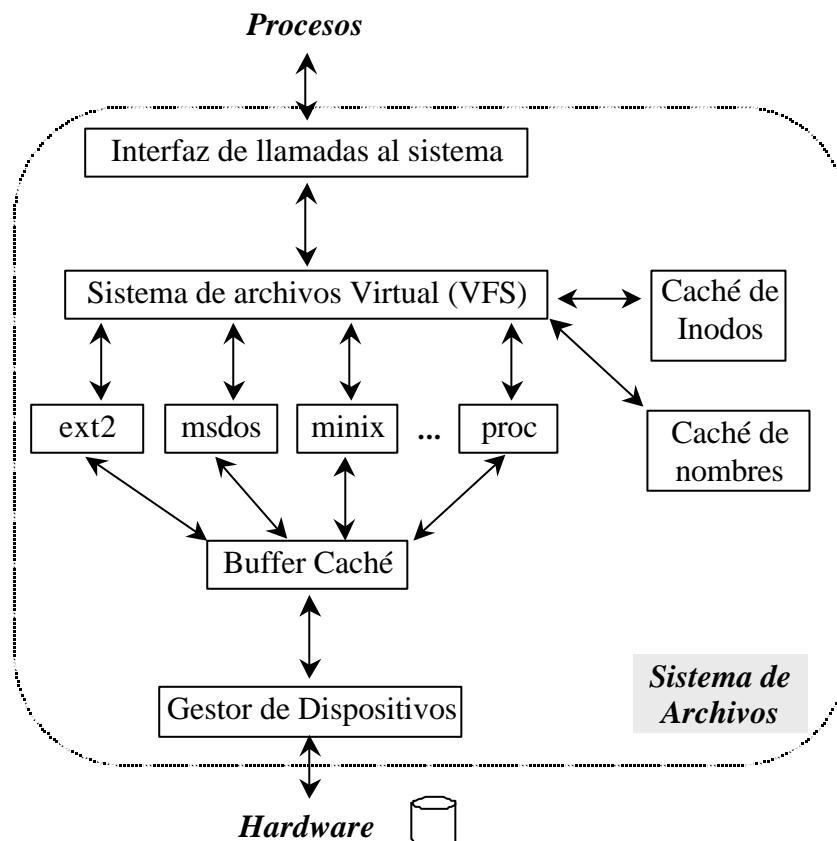 Procesos
Interfaz de llamadas al sistema
Sistema de archivos Virtual (VFS)
Caché de
Inodos
ext2
msdos
minix
...
proc
Caché de
nombres
Buffer Caché
Gestor de Dispositivos
Sistema de
Archivos
Hardware